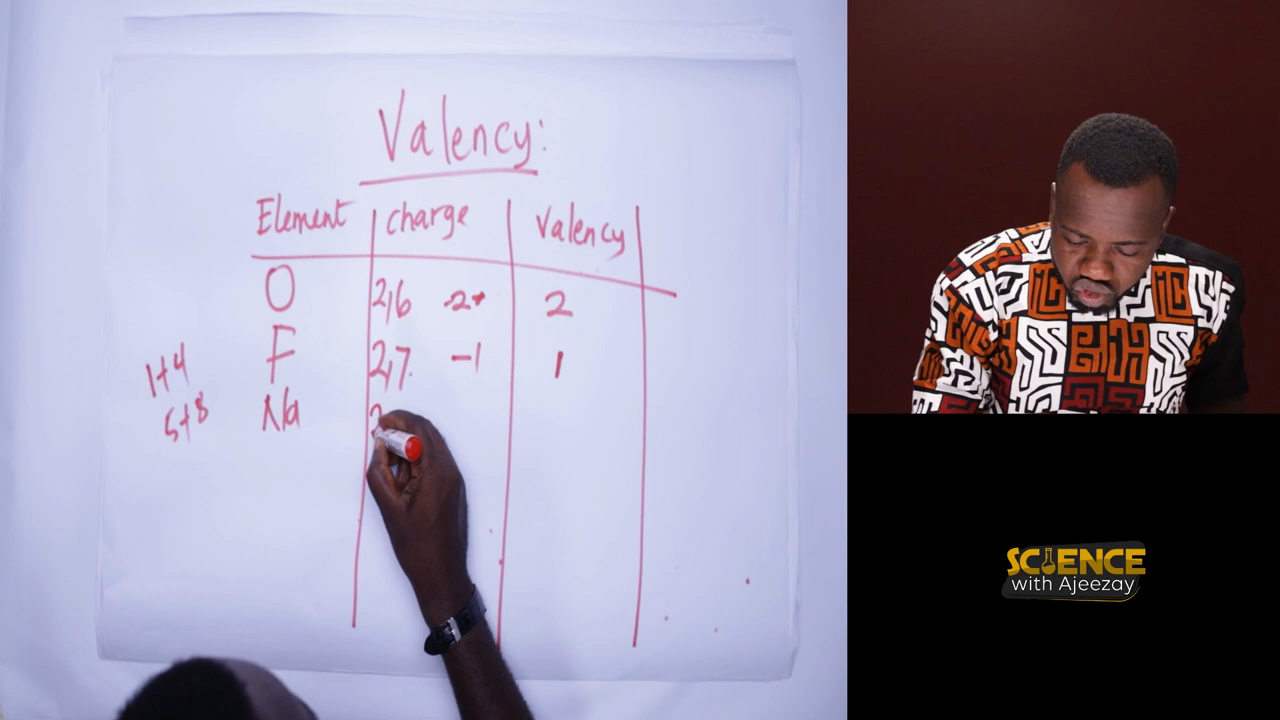 Valency:
Element charge Valency
O 2,6 -2 2
F 2,7. -1 1
1+4
Na 2
5+8
SCIENCE
with Ajeezay